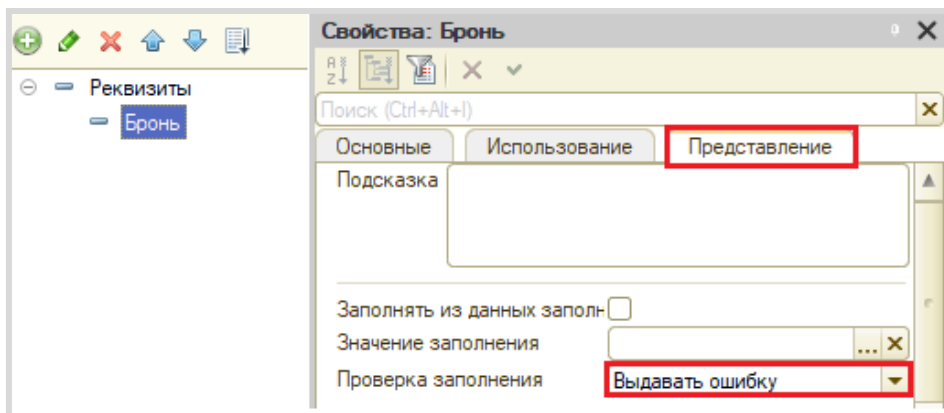 Свойства: Бронь
Реквизиты
Бронь
Поиск (Ctrl+Alt+I)
Основные
Использование
Представление
Подсказка
Заполнять из данных заполн
Значение заполнения
...
Проверка заполнения
Выдавать ошибку